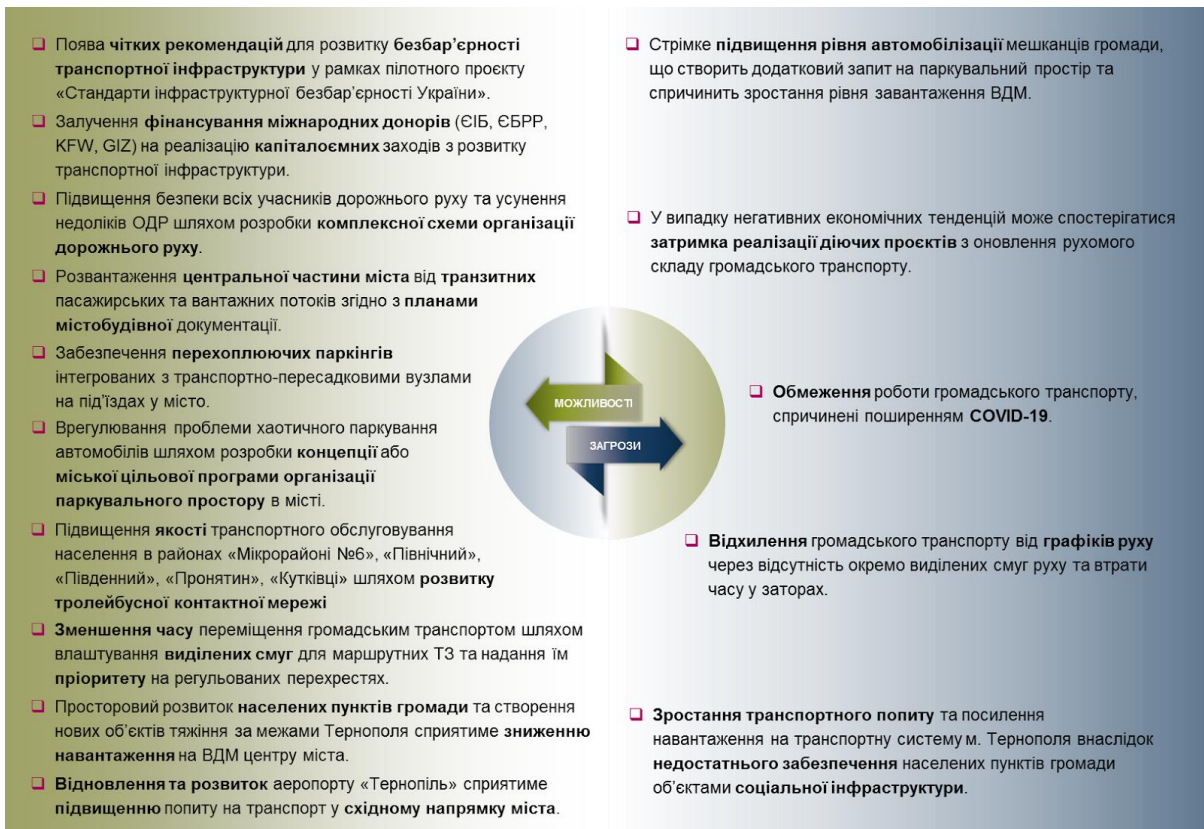 Поява чітких рекомендацій для розвитку безбар’єрності
транспортної інфраструктури у рамках пілотного проєкту
«Стандарти інфраструктурної безбар’єрності України».
Залучення фінансування міжнародних донорів (ЄІБ, ЄБРР,
KFW, GIZ) на реалізацію капіталоємних заходів з розвитку
транспортної інфраструктури.
Підвищення безпеки всіх учасників дорожнього руху та усунення
недоліків ОДР шляхом розробки комплексної схеми організації
дорожнього руху.
Розвантаження центральної частини міста від транзитних
пасажирських та вантажних потоків згідно з планами
містобудівної документації.
Забезпечення перехоплюючих паркінгів
інтегрованих з транспортно-пересадковими вузлами
на під’їздах у місто.
Врегулювання проблеми хаотичного паркування
автомобілів шляхом розробки концепції або
міської цільової програми організації
паркувального простору в місті.
Підвищення якості транспортного обслуговування
населення в районах «Мікрорайоні №6», «Північний»,
«Південний», «Пронятин», «Кутківці» шляхом розвитку
тролейбусної контактної мережі
Зменшення часу переміщення громадським транспортом шляхом
влаштування виділених смуг для маршрутних ТЗ та надання їм
пріоритету на регульованих перехрестях.
Просторовий розвиток населених пунктів громади та створення
нових об’єктів тяжіння за межами Тернополя сприятиме зниженню
навантаження на ВДМ центру міста.
Відновлення та розвиток аеропорту «Тернопіль» сприятиме
підвищенню попиту на транспорт у східному напрямку міста.
МОЖЛИВОСТІ
ЗАГРОЗИ
Стрімке підвищення рівня автомобілізації мешканців громади,
що створить додатковий запит на паркувальний простір та
спричинить зростання рівня завантаження ВДМ.
У випадку негативних економічних тенденцій може спостерігатися
затримка реалізації діючих проєктів з оновлення рухомого
складу громадського транспорту.
Обмеження роботи громадського транспорту,
спричинені поширенням COVID-19.
Відхилення громадського транспорту від графіків руху
через відсутність окремо виділених смуг руху та втрати
часу у заторах.
Зростання транспортного попиту та посилення
навантаження на транспортну систему м. Тернополя внаслідок
недостатнього забезпечення населених пунктів громади
об’єктами соціальної інфраструктури.